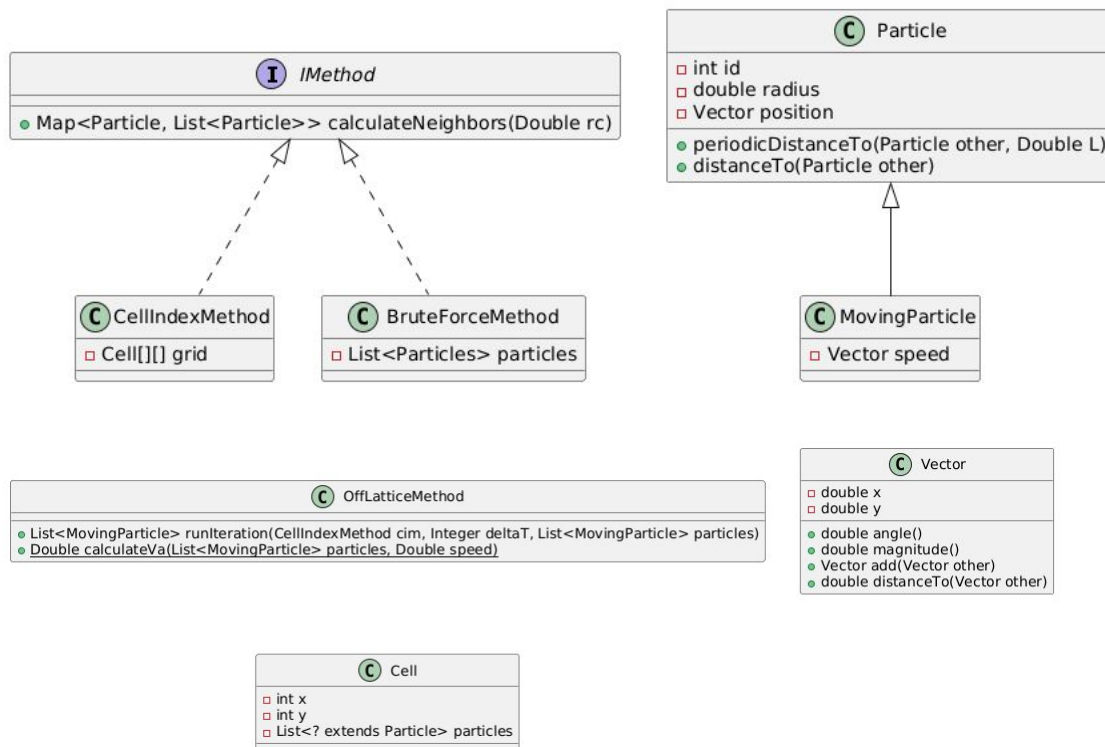 I IMethod
Map<Particle, List<Particle>> calculateNeighbors(Double rc)
C Particle
int id
double radius
Vector position
periodicDistanceTo(Particle other, Double L)
distanceTo(Particle other)
C CellIndexMethod
Cell[][] grid
C BruteForceMethod
List<Particles> particles
C MovingParticle
Vector speed
C OffLatticeMethod
List<MovingParticle> runIteration(CellIndexMethod cim, Integer deltaT, List<MovingParticle> particles)
Double calculateVa(List<MovingParticle> particles, Double speed)
C Vector
double x
double y
double angle()
double magnitude()
Vector add(Vector other)
double distanceTo(Vector other)
C Cell
int x
int y
List<? extends Particle> particles